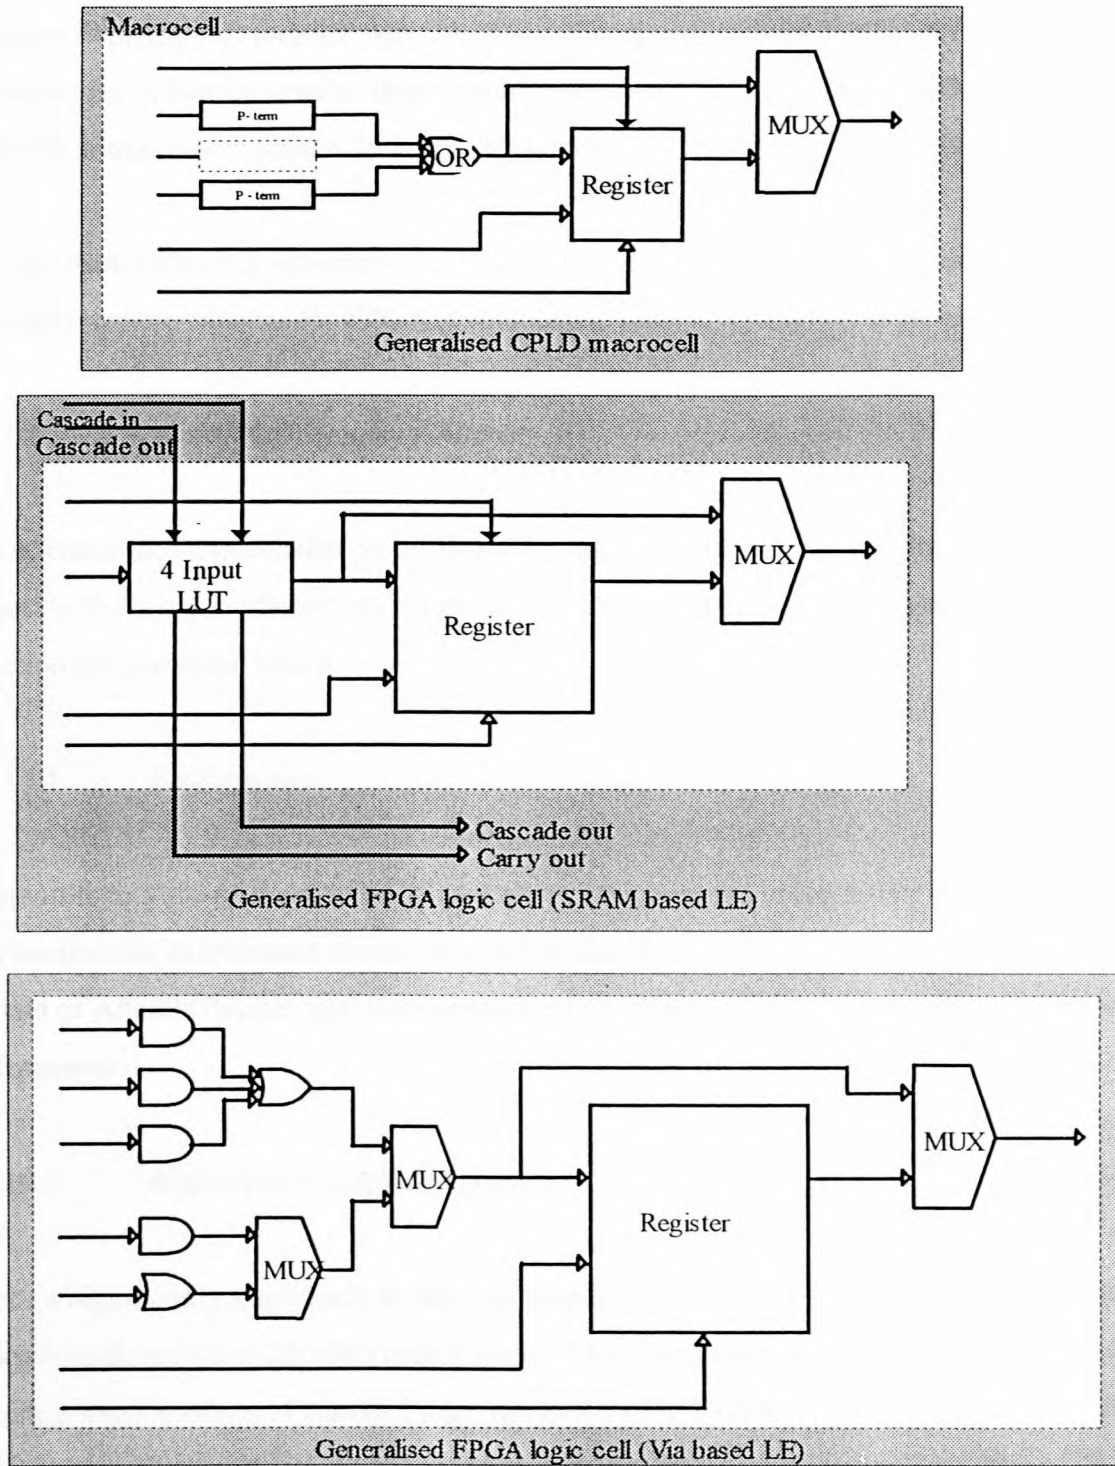 Macrocell
P - term
OR
P - term
Register
MUX
Generalised CPLD macrocell
Cascade in
Cascade out
4 Input
LUT
Register
MUX
Cascade out
Carry out
Generalised FPGA logic cell (SRAM based LE)
MUX
MUX
MUX
Register
Generalised FPGA logic cell (Via based LE)